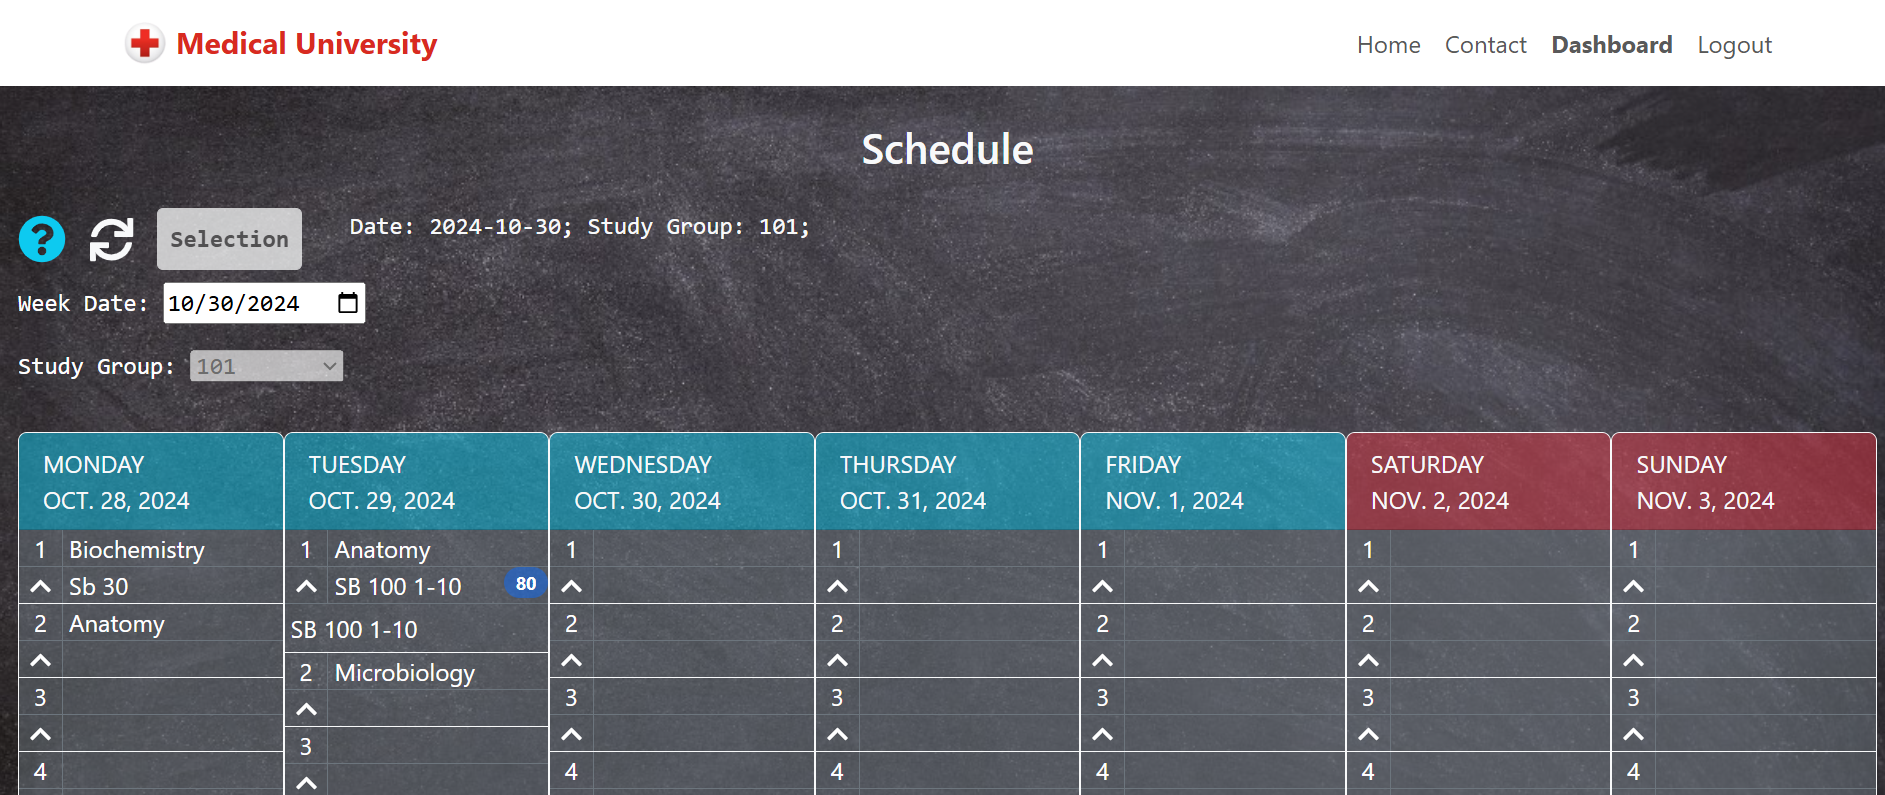 Medical University
Home Contact Dashboard Logout
Schedule
? Selection Date: 2024-10-30; Study Group: 101;
Week Date: 10/30/2024
Study Group: 101
MONDAY TUESDAY WEDNESDAY THURSDAY FRIDAY SATURDAY SUNDAY
OCT. 28, 2024 OCT. 29, 2024 OCT. 30, 2024 OCT. 31, 2024 NOV. 1, 2024 NOV. 2, 2024 NOV. 3, 2024
1 Biochemistry 1 Anatomy 1 1 1 1 1
Sb 30 SB 100 1-10 80
2 Anatomy SB 100 1-10 2 2 2 2 2
2 Microbiology
3 3 3 3 3 3
3
4 4 4 4 4 4